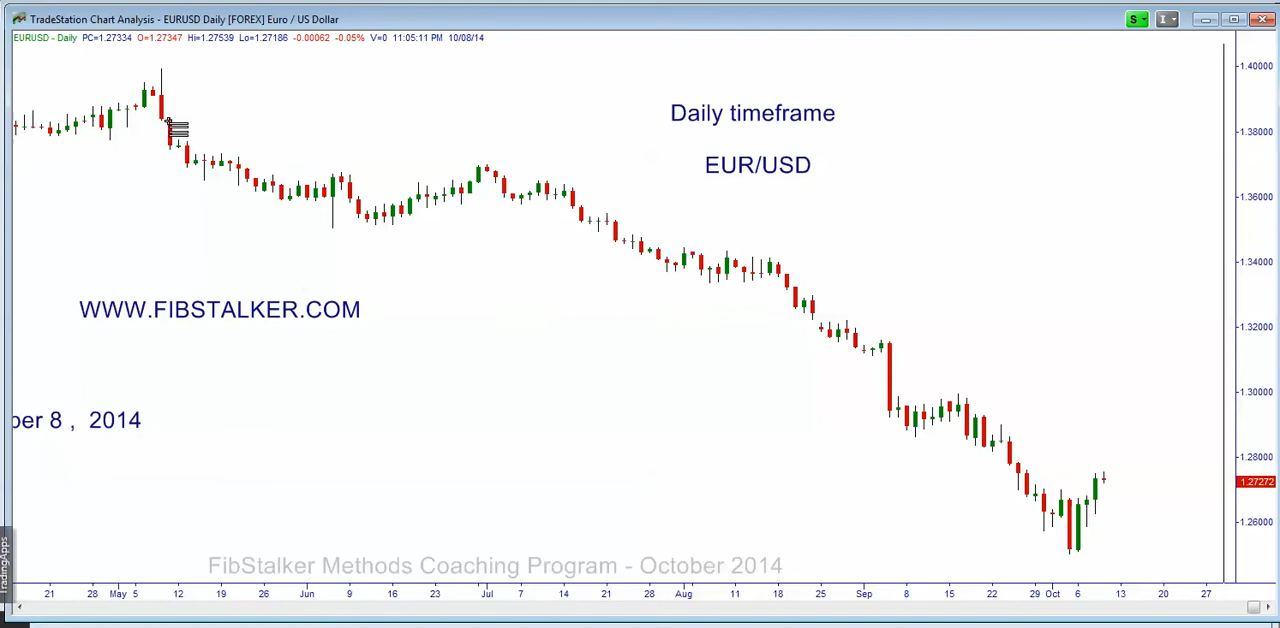 TradeStation Chart Analysis - EURUSD Daily [FOREX] Euro / US Dollar
S I
EURUSD - Daily PC=1.27334 O=1.27347 Hi=1.27539 Lo=1.27186 -0.00062 -0.05% V=0 11:05:11 PM 10/08/14
1.40000
Daily timeframe
1.38000
EUR/USD
1.36000
1.34000
WWW.FIBSTALKER.COM
1.32000
1.30000
ber 8 , 2014
1.28000
1.27272
1.26000
TradingApps
FibStalker Methods Coaching Program - October 2014
21 28 May 5 12 19 26 Jun 9 16 23 Jul 7 14 21 28 Aug 11 18 25 Sep 8 15 22 29 Oct 6 13 20 27